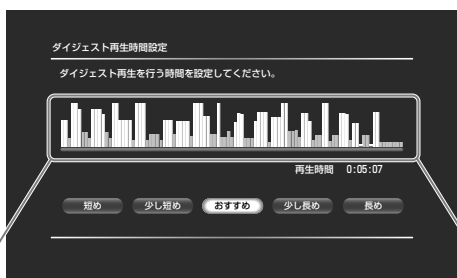 ダイジェスト再生時間設定
ダイジェスト再生を行う時間を設定してください。
再生時間 0:05:07
短め 少し短め おすすめ 少し長め 長め